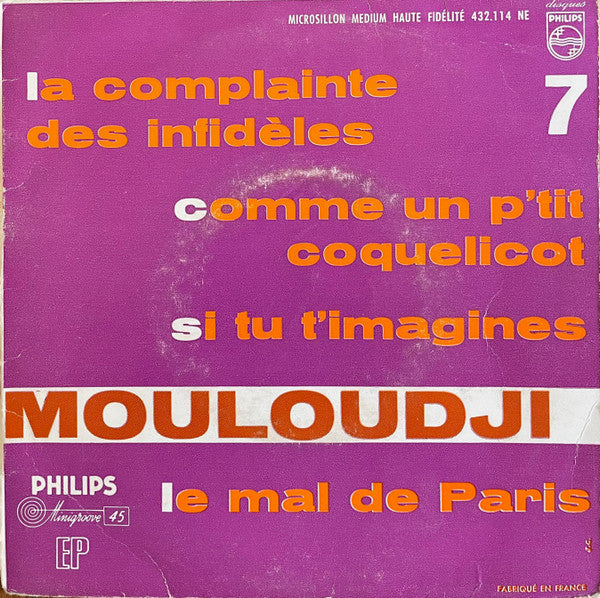 MICROSILLON MEDIUM HAUTE FIDÉLITÉ 432.114 NE
disques
PHILIPS
7
la complainte
des infidèles
comme un p'tit
coquelicot
si tu t'imagines
MOULOUDJI
le mal de Paris
PHILIPS
Minigroove 45
EP
J.C.
FABRIQUÉ EN FRANCE